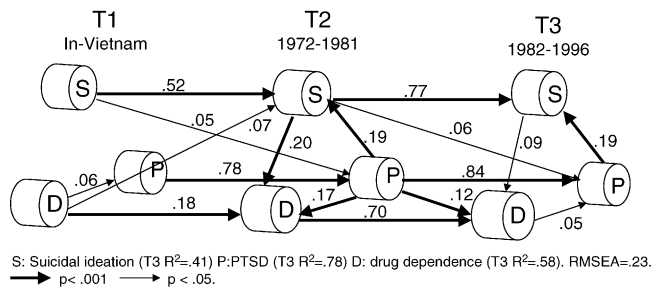 T1
T2
T3
In-Vietnam
1972-1981
1982-1996
S
.52
S
.77
S
.05
.07
.19
.06
.09
.19
.20
.06
P
.78
P
.84
P
D
.18
D
.17
.70
.12
D
.05
S: Suicidal ideation (T3 R²=.41) P:PTSD (T3 R²=.78) D: drug dependence (T3 R²=.58). RMSEA=.23.
p< .001 p < .05.